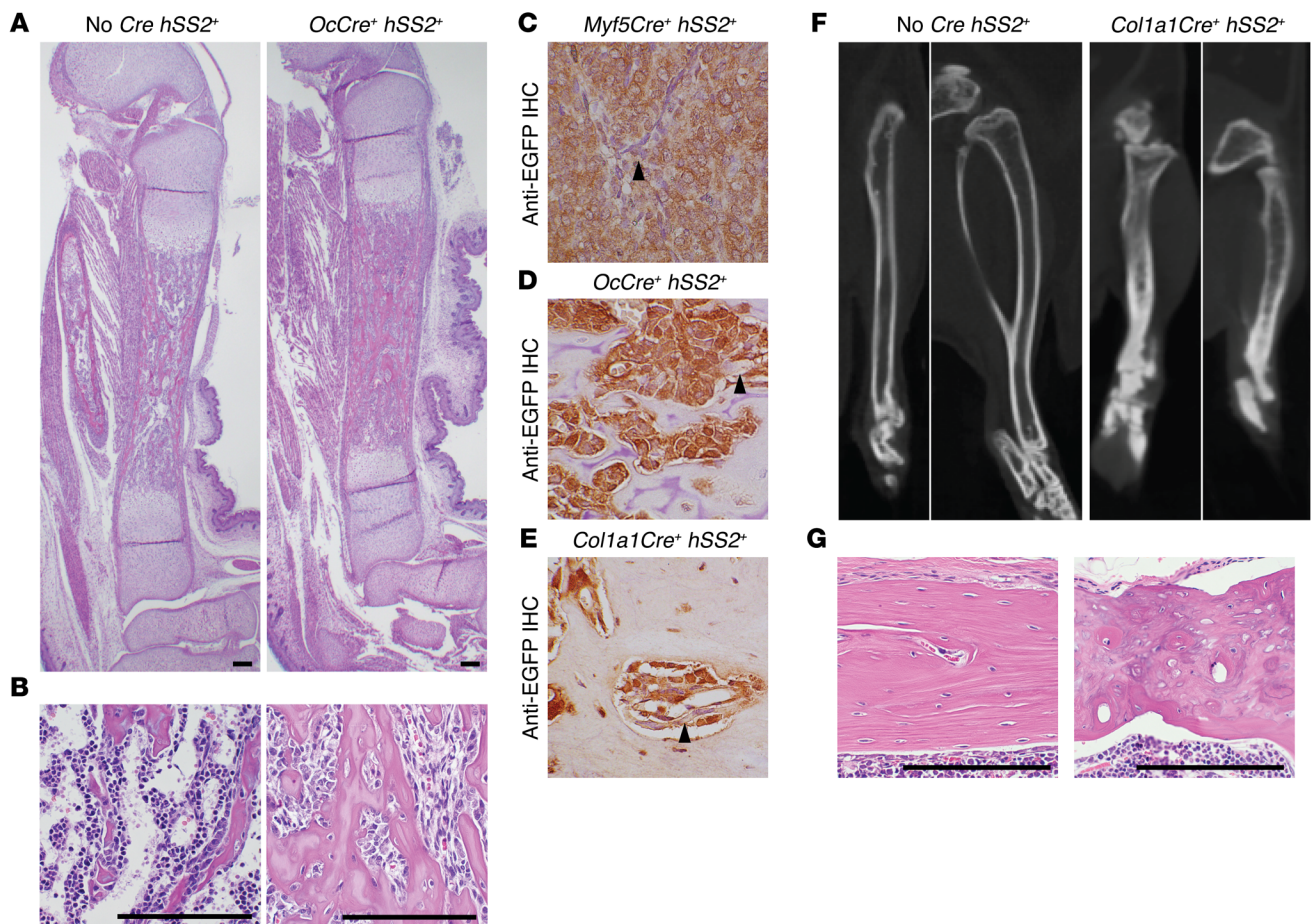 A
No Cre hSS2+
OcCre+ hSS2+
B
C
Myf5Cre+ hSS2+
Anti-EGFP IHC
D
OcCre+ hSS2+
Anti-EGFP IHC
E
Col1a1Cre+ hSS2+
Anti-EGFP IHC
F
No Cre hSS2+
Col1a1Cre+ hSS2+
G